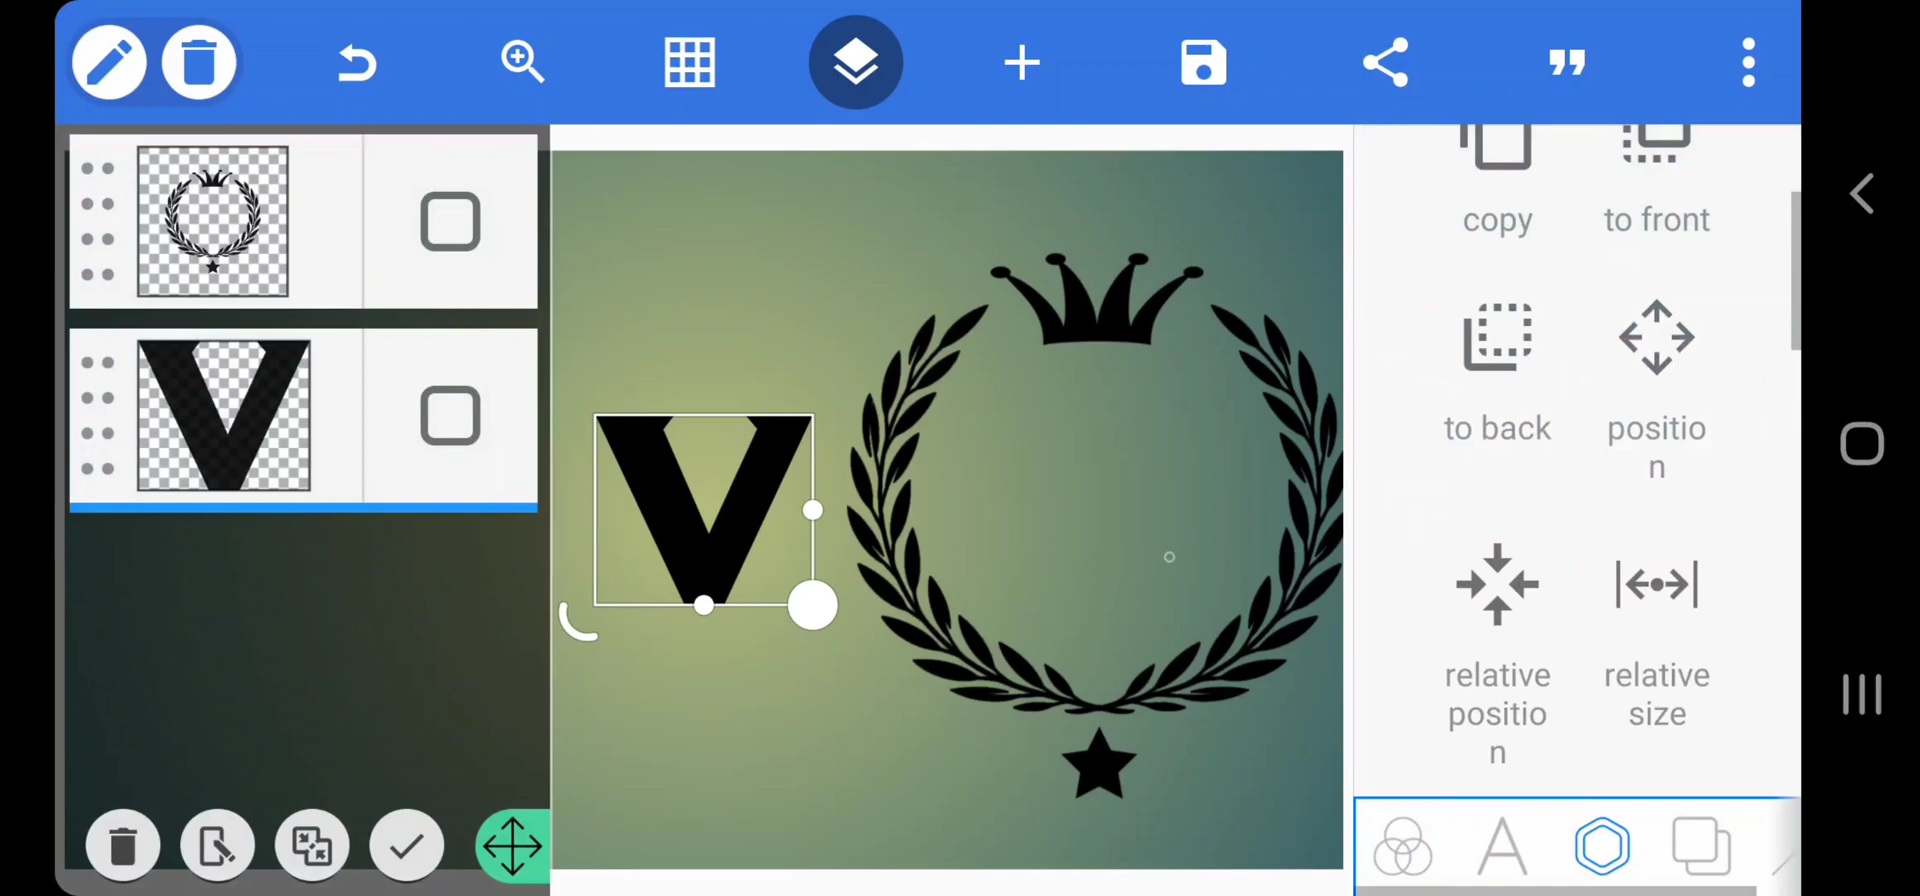 copy
to front
to back
positio
n
relative
positio
n
relative
size
V